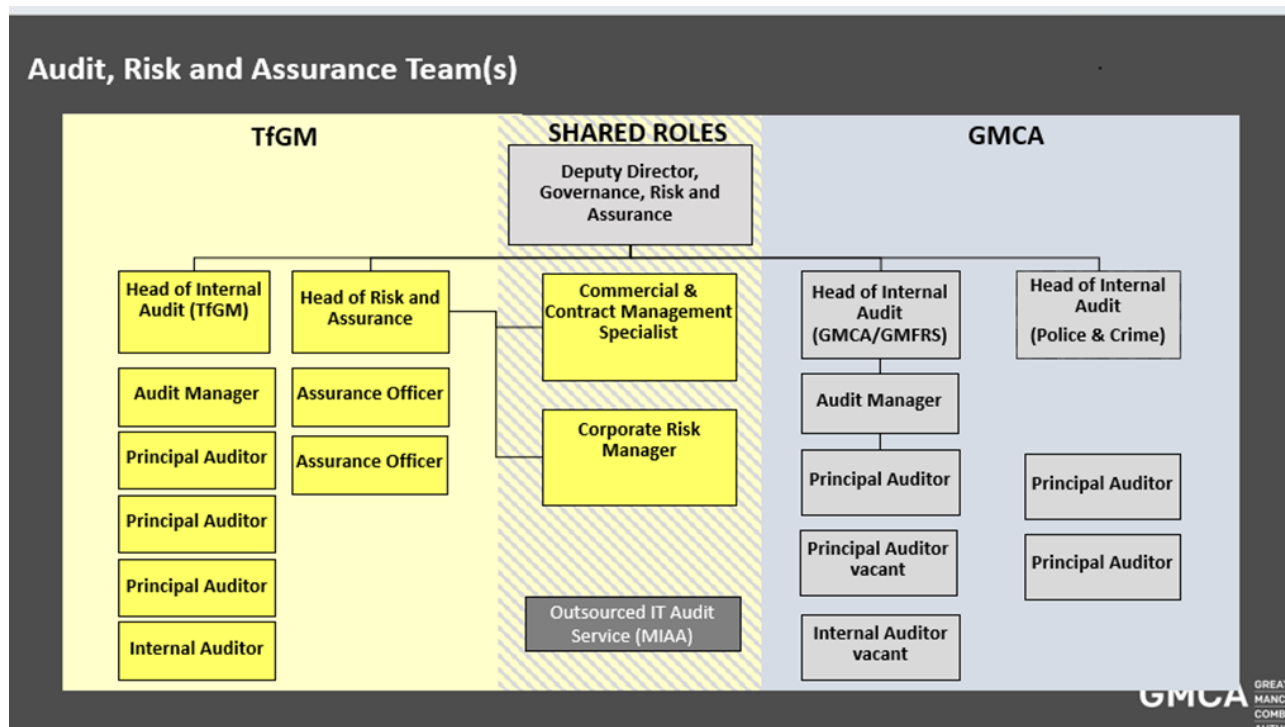 Audit, Risk and Assurance Team(s)
TfGM
SHARED ROLES
GMCA
Deputy Director,
Governance, Risk and
Assurance
Head of Internal
Audit (TfGM)
Head of Risk and
Assurance
Commercial &
Contract Management
Specialist
Head of Internal
Audit
(GMCA/GMFRS)
Head of Internal
Audit
(Police & Crime)
Audit Manager
Assurance Officer
Audit Manager
Principal Auditor
Assurance Officer
Corporate Risk
Manager
Principal Auditor
Principal Auditor
Principal Auditor
Principal Auditor
vacant
Principal Auditor
Principal Auditor
Outsourced IT Audit
Service (MIAA)
Internal Auditor
Internal Auditor
vacant
GMCA